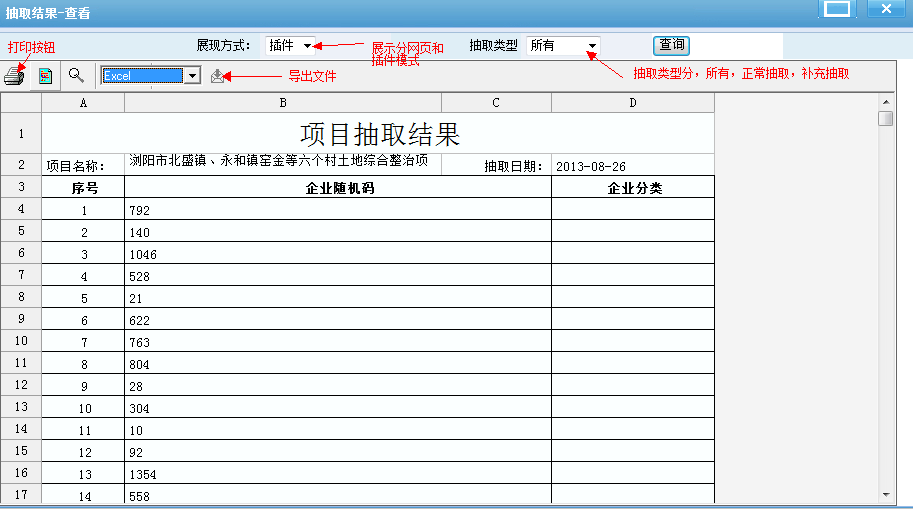 抽取结果-查看
打印按钮
展现方式： 插件 展示分网页和
插件模式
抽取类型 所有 查询
Excel 导出文件 抽取类型分，所有，正常抽取，补充抽取
A B C D
1 项目抽取结果
2 项目名称： 浏阳市北盛镇、永和镇窑金等六个村土地综合整治项 抽取日期： 2013-08-26
3 序号 企业随机码 企业分类
4 1 792
5 2 140
6 3 1046
7 4 528
8 5 21
9 6 622
10 7 763
11 8 804
12 9 28
13 10 304
14 11 10
15 12 92
16 13 1354
17 14 558